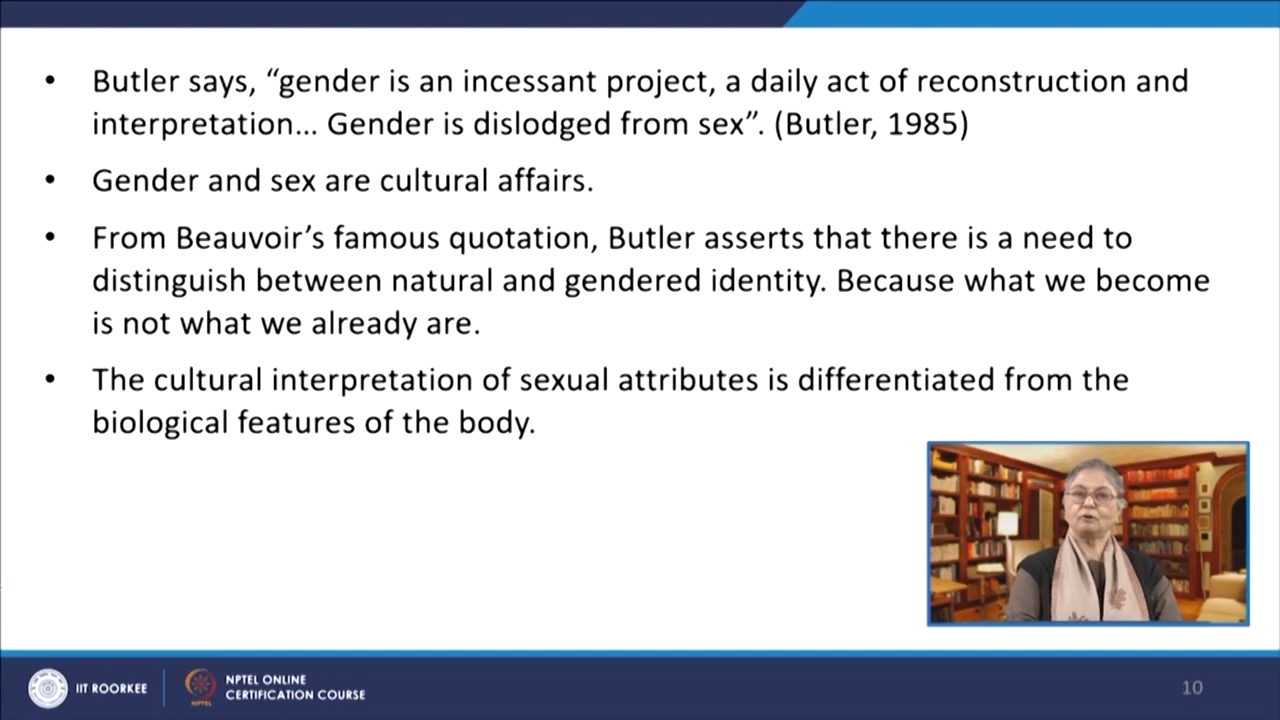 • Butler says, “gender is an incessant project, a daily act of reconstruction and
interpretation... Gender is dislodged from sex”. (Butler, 1985)
• Gender and sex are cultural affairs.
• From Beauvoir’s famous quotation, Butler asserts that there is a need to
distinguish between natural and gendered identity. Because what we become
is not what we already are.
• The cultural interpretation of sexual attributes is differentiated from the
biological features of the body.
IIT ROORKEE
NPTEL
NPTEL ONLINE
CERTIFICATION COURSE
10